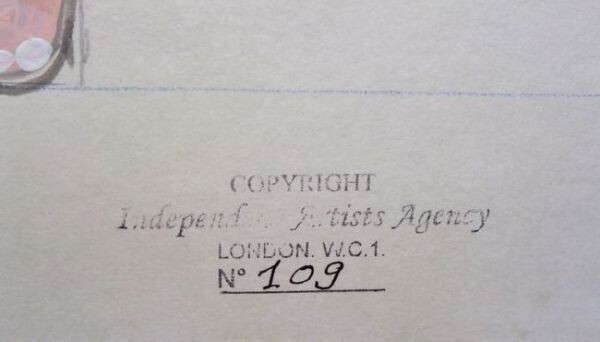 COPYRIGHT
Independent Artists Agency
LONDON. W.C.1.
Nº 109